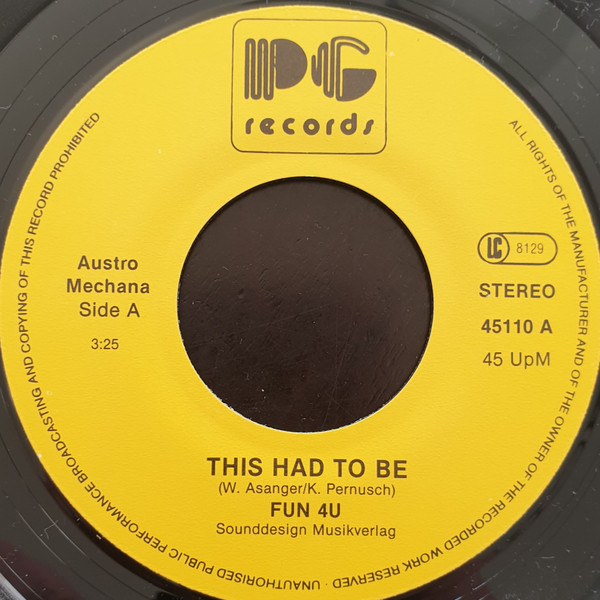 PG
records
ALL RIGHTS OF THE MANUFACTURER AND OF THE OWNER OF THE RECORDED WORK RESERVED · UNAUTHORISED PUBLIC PERFORMANCE BROADCASTING AND COPYING OF THIS RECORD PROHIBITED
Austro
Mechana
Side A
3:25
LC 8129
STEREO
45110 A
45 UpM
THIS HAD TO BE
(W. Asanger/K. Pernusch)
FUN 4U
Sounddesign Musikverlag